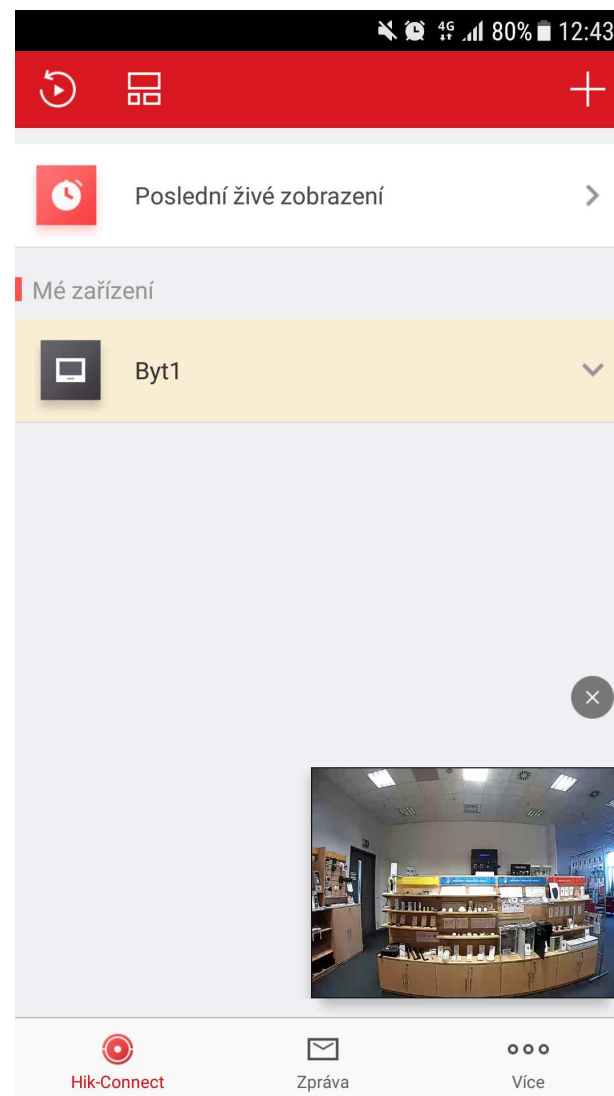 4G 80% 12:43
Poslední živé zobrazení
Mé zařízení
Byt1
Hik-Connect
Zpráva
Více